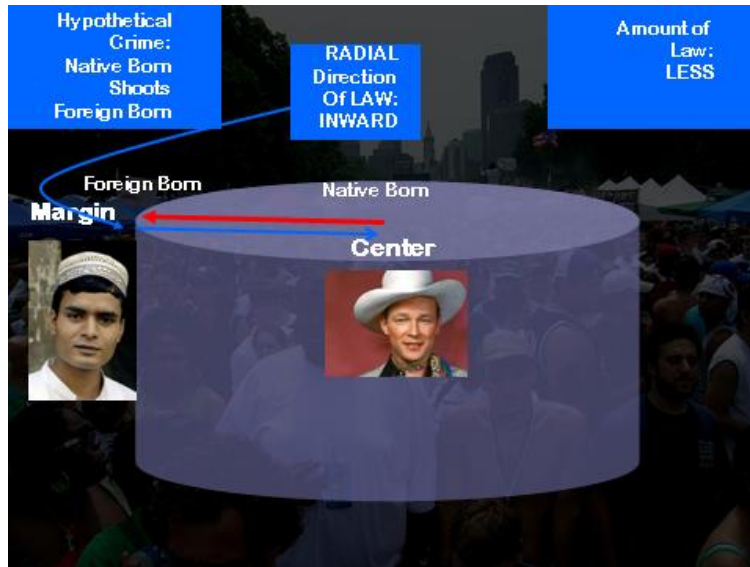 Hypothetical
Crime:
Native Born
Shoots
Foreign Born
RADIAL
Direction
Of LAW:
INWARD
Amount of
Law:
LESS
Foreign Born
Native Born
Margin
Center